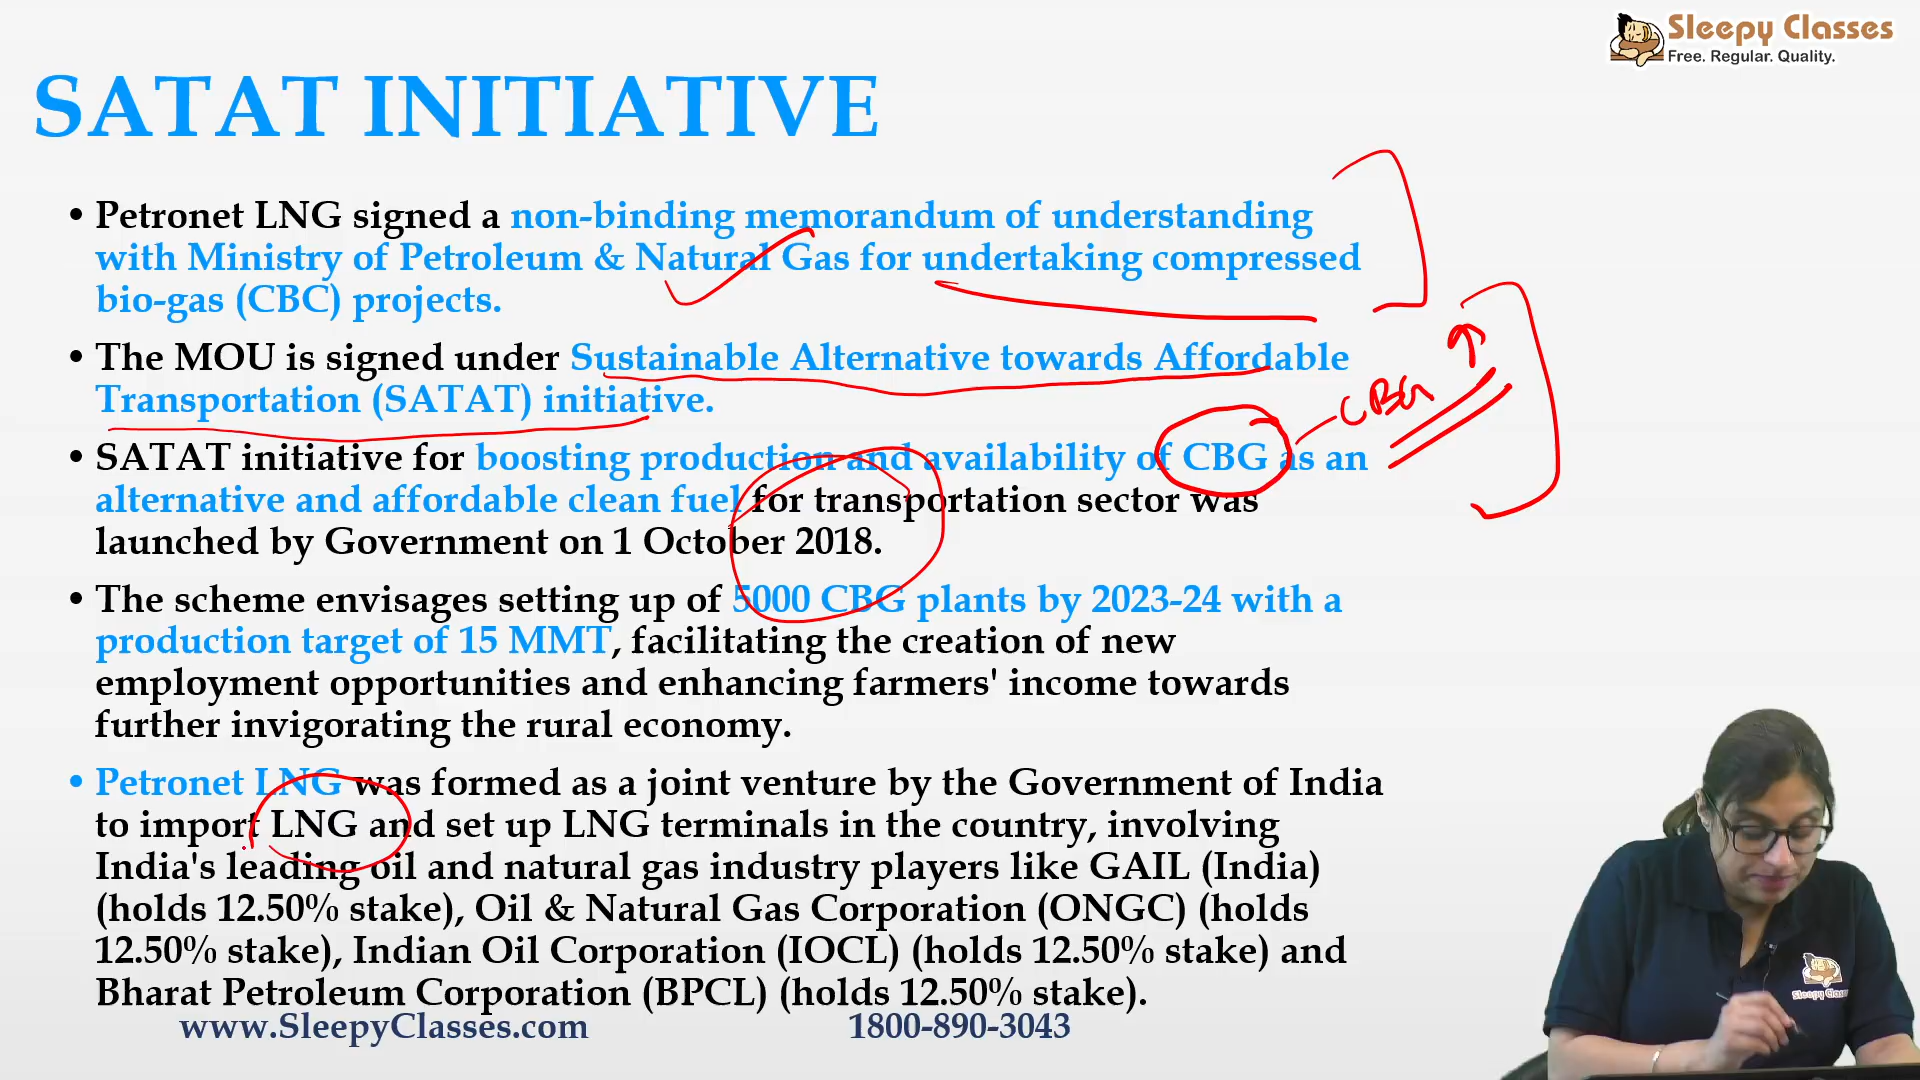 Sleepy Classes
Free. Regular. Quality.
SATAT INITIATIVE
• Petronet LNG signed a non-binding memorandum of understanding
with Ministry of Petroleum & Natural Gas for undertaking compressed
bio-gas (CBC) projects.
• The MOU is signed under Sustainable Alternative towards Affordable
Transportation (SATAT) initiative.
CBG
• SATAT initiative for boosting production and availability of CBG as an
alternative and affordable clean fuel for transportation sector was
launched by Government on 1 October 2018.
• The scheme envisages setting up of 5000 CBG plants by 2023-24 with a
production target of 15 MMT, facilitating the creation of new
employment opportunities and enhancing farmers' income towards
further invigorating the rural economy.
• Petronet LNG was formed as a joint venture by the Government of India
to import LNG and set up LNG terminals in the country, involving
India's leading oil and natural gas industry players like GAIL (India)
(holds 12.50% stake), Oil & Natural Gas Corporation (ONGC) (holds
12.50% stake), Indian Oil Corporation (IOCL) (holds 12.50% stake) and
Bharat Petroleum Corporation (BPCL) (holds 12.50% stake).
www.SleepyClasses.com 1800-890-3043